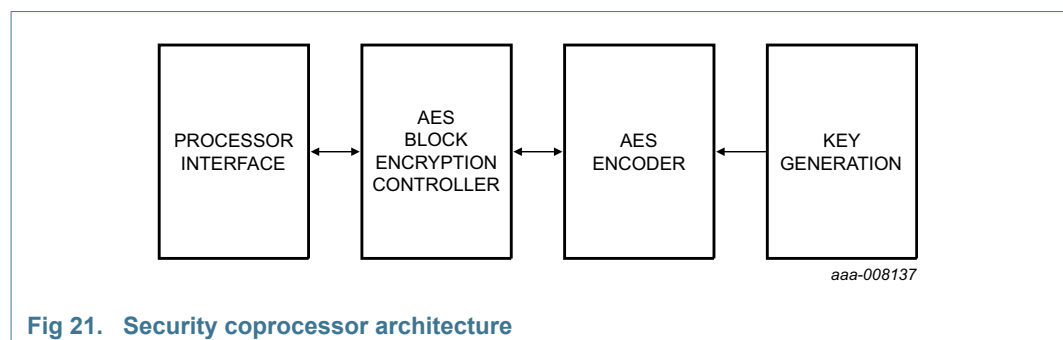 PROCESSOR
INTERFACE
AES
BLOCK
ENCRYPTION
CONTROLLER
AES
ENCODER
KEY
GENERATION
aaa-008137
Fig 21. Security coprocessor architecture